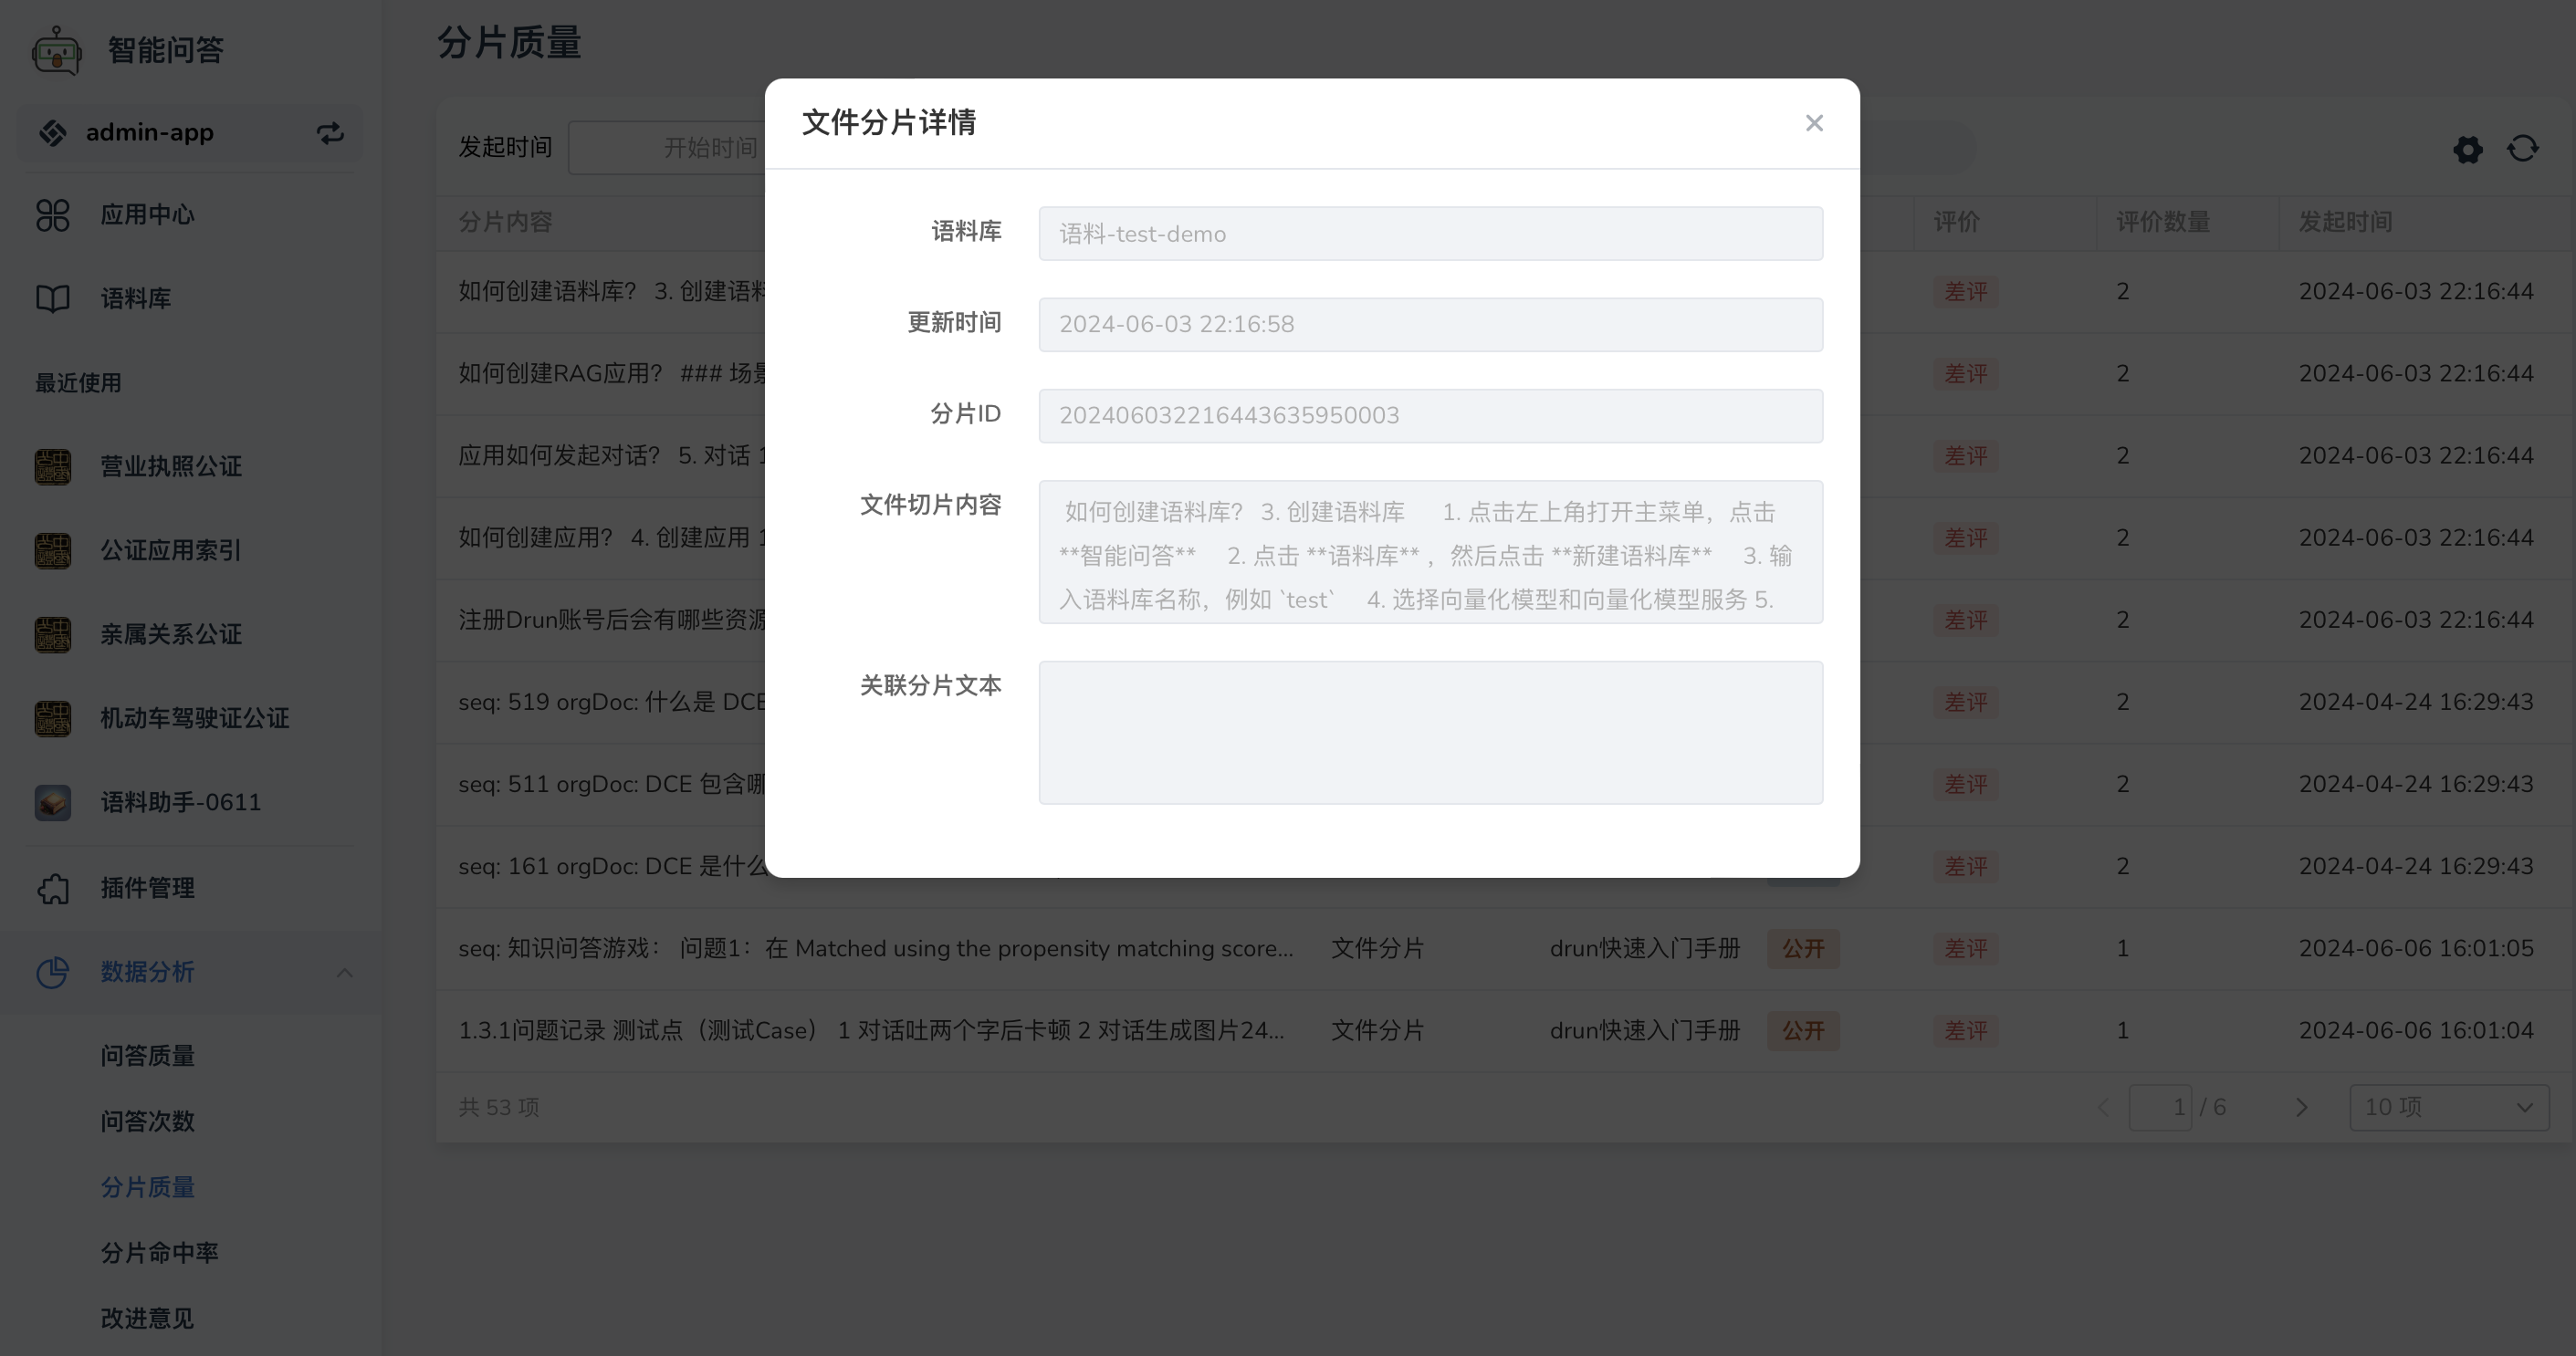 智能问答
admin-app
应用中心
语料库
最近使用
营业执照公证
公证应用索引
亲属关系公证
机动车驾驶证公证
语料助手-0611
插件管理
数据分析
问答质量
问答次数
分片质量
分片命中率
改进意见
分片质量
发起时间 开始时间
分片内容 评价 评价数量 发起时间
如何创建语料库? 3. 创建语料 差评 2 2024-06-03 22:16:44
如何创建RAG应用? ### 场景 差评 2 2024-06-03 22:16:44
应用如何发起对话? 5. 对话 1 差评 2 2024-06-03 22:16:44
如何创建应用? 4. 创建应用 1 差评 2 2024-06-03 22:16:44
注册Drun账号后会有哪些资源 差评 2 2024-06-03 22:16:44
seq: 519 orgDoc: 什么是 DCE 差评 2 2024-04-24 16:29:43
seq: 511 orgDoc: DCE 包含哪 差评 2 2024-04-24 16:29:43
seq: 161 orgDoc: DCE 是什么 差评 2 2024-04-24 16:29:43
seq: 知识问答游戏： 问题1：在 Matched using the propensity matching score... 文件分片 drun快速入门手册 公开 差评 1 2024-06-06 16:01:05
1.3.1问题记录 测试点（测试Case） 1 对话吐两个字后卡顿 2 对话生成图片24... 文件分片 drun快速入门手册 公开 差评 1 2024-06-06 16:01:04
共 53 项 1 / 6 10 项
文件分片详情
语料库 语料-test-demo
更新时间 2024-06-03 22:16:58
分片ID 202406032216443635950003
文件切片内容 如何创建语料库? 3. 创建语料库 1. 点击左上角打开主菜单，点击
**智能问答** 2. 点击 **语料库** ，然后点击 **新建语料库** 3. 输
入语料库名称，例如 `test` 4. 选择向量化模型和向量化模型服务 5.
关联分片文本